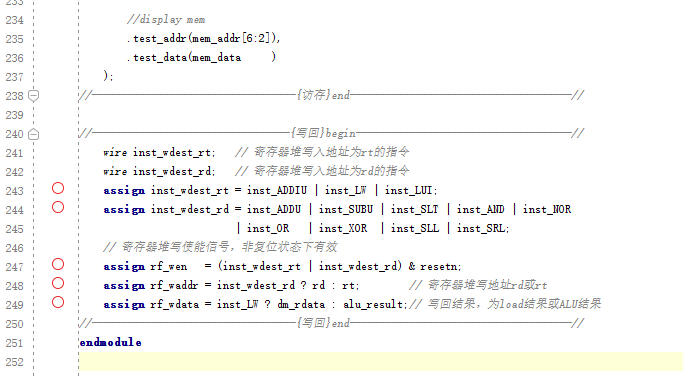 233
234 //display mem
235 .test_addr(mem_addr[6:2]),
236 .test_data(mem_data )
237 );
238 //————————————————{访存}end————————————————//
239
240 //————————————————{写回}begin————————————————//
241 wire inst_wdest_rt; // 寄存器堆写入地址为rt的指令
242 wire inst_wdest_rd; // 寄存器堆写入地址为rd的指令
243 assign inst_wdest_rt = inst_ADDIU | inst_LW | inst_LUI;
244 assign inst_wdest_rd = inst_ADDU | inst_SUBU | inst_SLT | inst_AND | inst_NOR
245 | inst_OR | inst_XOR | inst_SLL | inst_SRL;
246 // 寄存器堆写使能信号，非复位状态下有效
247 assign rf_wen = (inst_wdest_rt | inst_wdest_rd) & resetn;
248 assign rf_waddr = inst_wdest_rd ? rd : rt; // 寄存器堆写地址rd或rt
249 assign rf_wdata = inst_LW ? dm_rdata : alu_result;// 写回结果，为load结果或ALU结果
250 //————————————————{写回}end————————————————//
251 endmodule
252